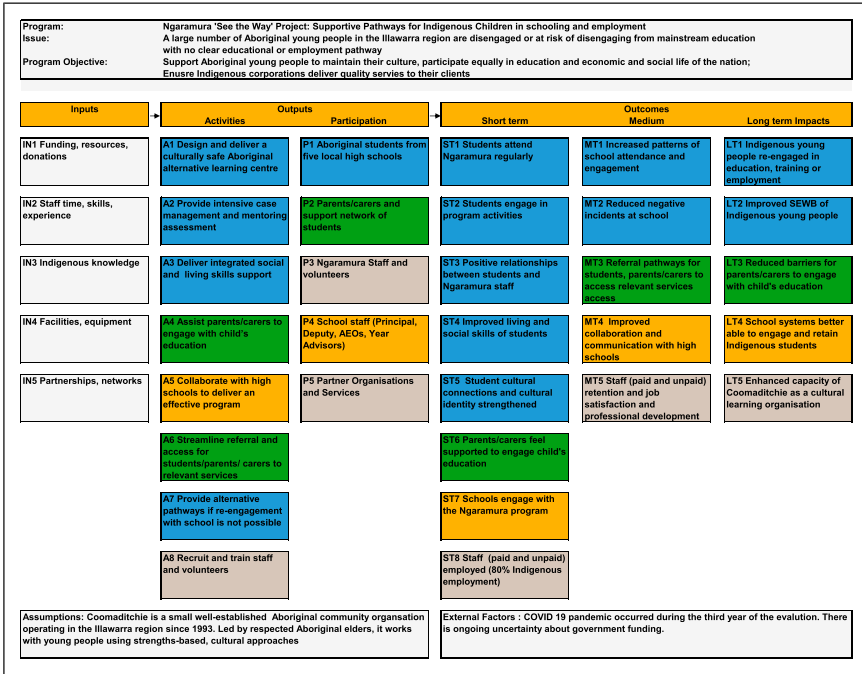 Program: Ngaramura 'See the Way' Project: Supportive Pathways for Indigenous Children in schooling and employment
Issue: A large number of Aboriginal young people in the Illawarra region are disengaged or at risk of disengaging from mainstream education
with no clear educational or employment pathway
Program Objective: Support Aboriginal young people to maintain their culture, participate equally in education and economic and social life of the nation;
Enusre Indigenous corporations deliver quality servies to their clients
Inputs
Outputs
Activities Participation
Outcomes
Short term Medium Long term Impacts
IN1 Funding, resources,
donations
A1 Design and deliver a
culturally safe Aboriginal
alternative learning centre
P1 Aboriginal students from
five local high schools
ST1 Students attend
Ngaramura regularly
MT1 Increased patterns of
school attendance and
engagement
LT1 Indigenous young
people re-engaged in
education, training or
employment
IN2 Staff time, skills,
experience
A2 Provide intensive case
management and mentoring
assessment
P2 Parents/carers and
support network of
students
ST2 Students engage in
program activities
MT2 Reduced negative
incidents at school
LT2 Improved SEWB of
Indigenous young people
IN3 Indigenous knowledge
A3 Deliver integrated social
and living skills support
P3 Ngaramura Staff and
volunteers
ST3 Positive relationships
between students and
Ngaramura staff
MT3 Referral pathways for
students, parents/carers to
access relevant services
access
LT3 Reduced barriers for
parents/carers to engage
with child's education
IN4 Facilities, equipment
A4 Assist parents/carers to
engage with child's
education
P4 School staff (Principal,
Deputy, AEOs, Year
Advisors)
ST4 Improved living and
social skills of students
MT4 Improved
collaboration and
communication with high
schools
LT4 School systems better
able to engage and retain
Indigenous students
IN5 Partnerships, networks
A5 Collaborate with high
schools to deliver an
effective program
P5 Partner Organisations
and Services
ST5 Student cultural
connections and cultural
identity strengthened
MT5 Staff (paid and unpaid)
retention and job
satisfaction and
professional development
LT5 Enhanced capacity of
Coomaditchie as a cultural
learning organisation
A6 Streamline referral and
access for
students/parents/ carers to
relevant services
ST6 Parents/carers feel
supported to engage child's
education
A7 Provide alternative
pathways if re-engagement
with school is not possible
ST7 Schools engage with
the Ngaramura program
A8 Recruit and train staff
and volunteers
ST8 Staff (paid and unpaid)
employed (80% Indigenous
employment)
Assumptions: Coomaditchie is a small well-established Aboriginal community organsation
operating in the Illawarra region since 1993. Led by respected Aboriginal elders, it works
with young people using strengths-based, cultural approaches
External Factors : COVID 19 pandemic occurred during the third year of the evalution. There
is ongoing uncertainty about government funding.